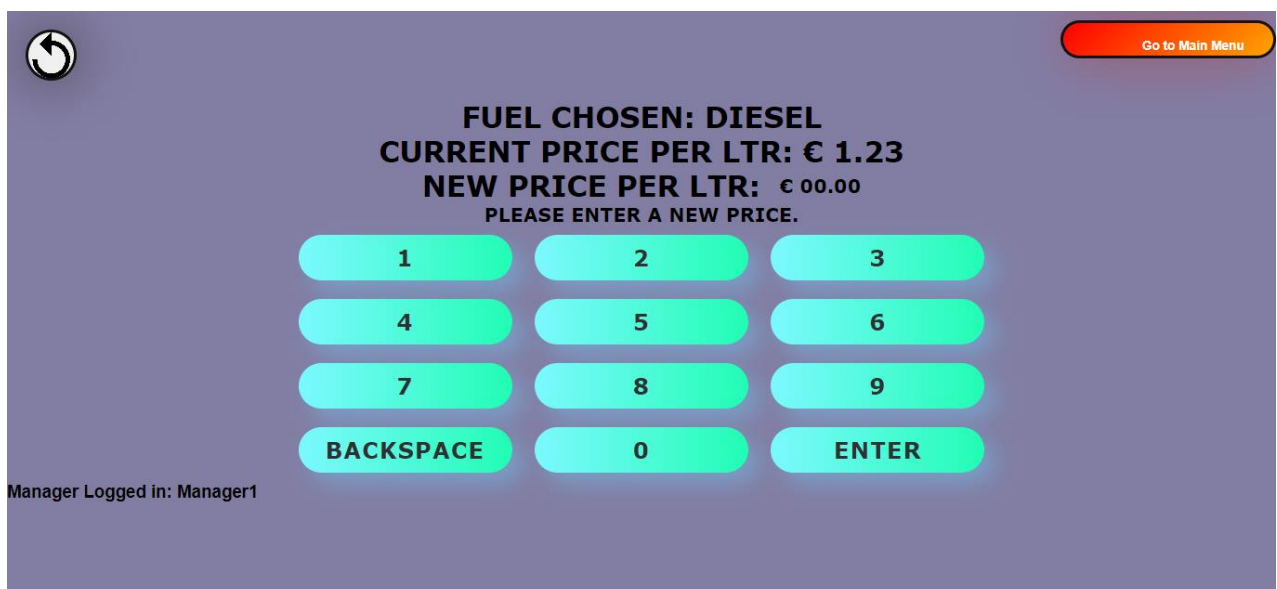 Go to Main Menu
FUEL CHOSEN: DIESEL
CURRENT PRICE PER LTR: € 1.23
NEW PRICE PER LTR: € 00.00
PLEASE ENTER A NEW PRICE.
1 2 3
4 5 6
7 8 9
BACKSPACE 0 ENTER
Manager Logged in: Manager1